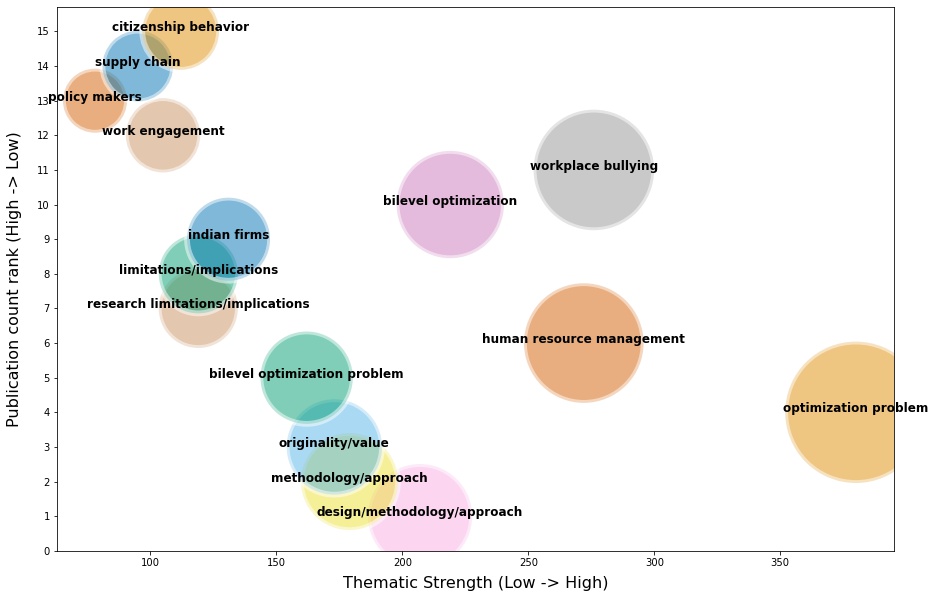 citizenship behavior
15
14
supply chain
13
policy makers
12
work engagement
11
workplace bullying
10
bilevel optimization
9
indian firms
8
limitations/implications
7
research limitations/implications
6
human resource management
5
bilevel optimization problem
4
optimization problem
3
originality/value
2
methodology/approach
1
design/methodology/approach
0
Publication count rank (High -> Low)
100 150 200 250 300 350
Thematic Strength (Low -> High)